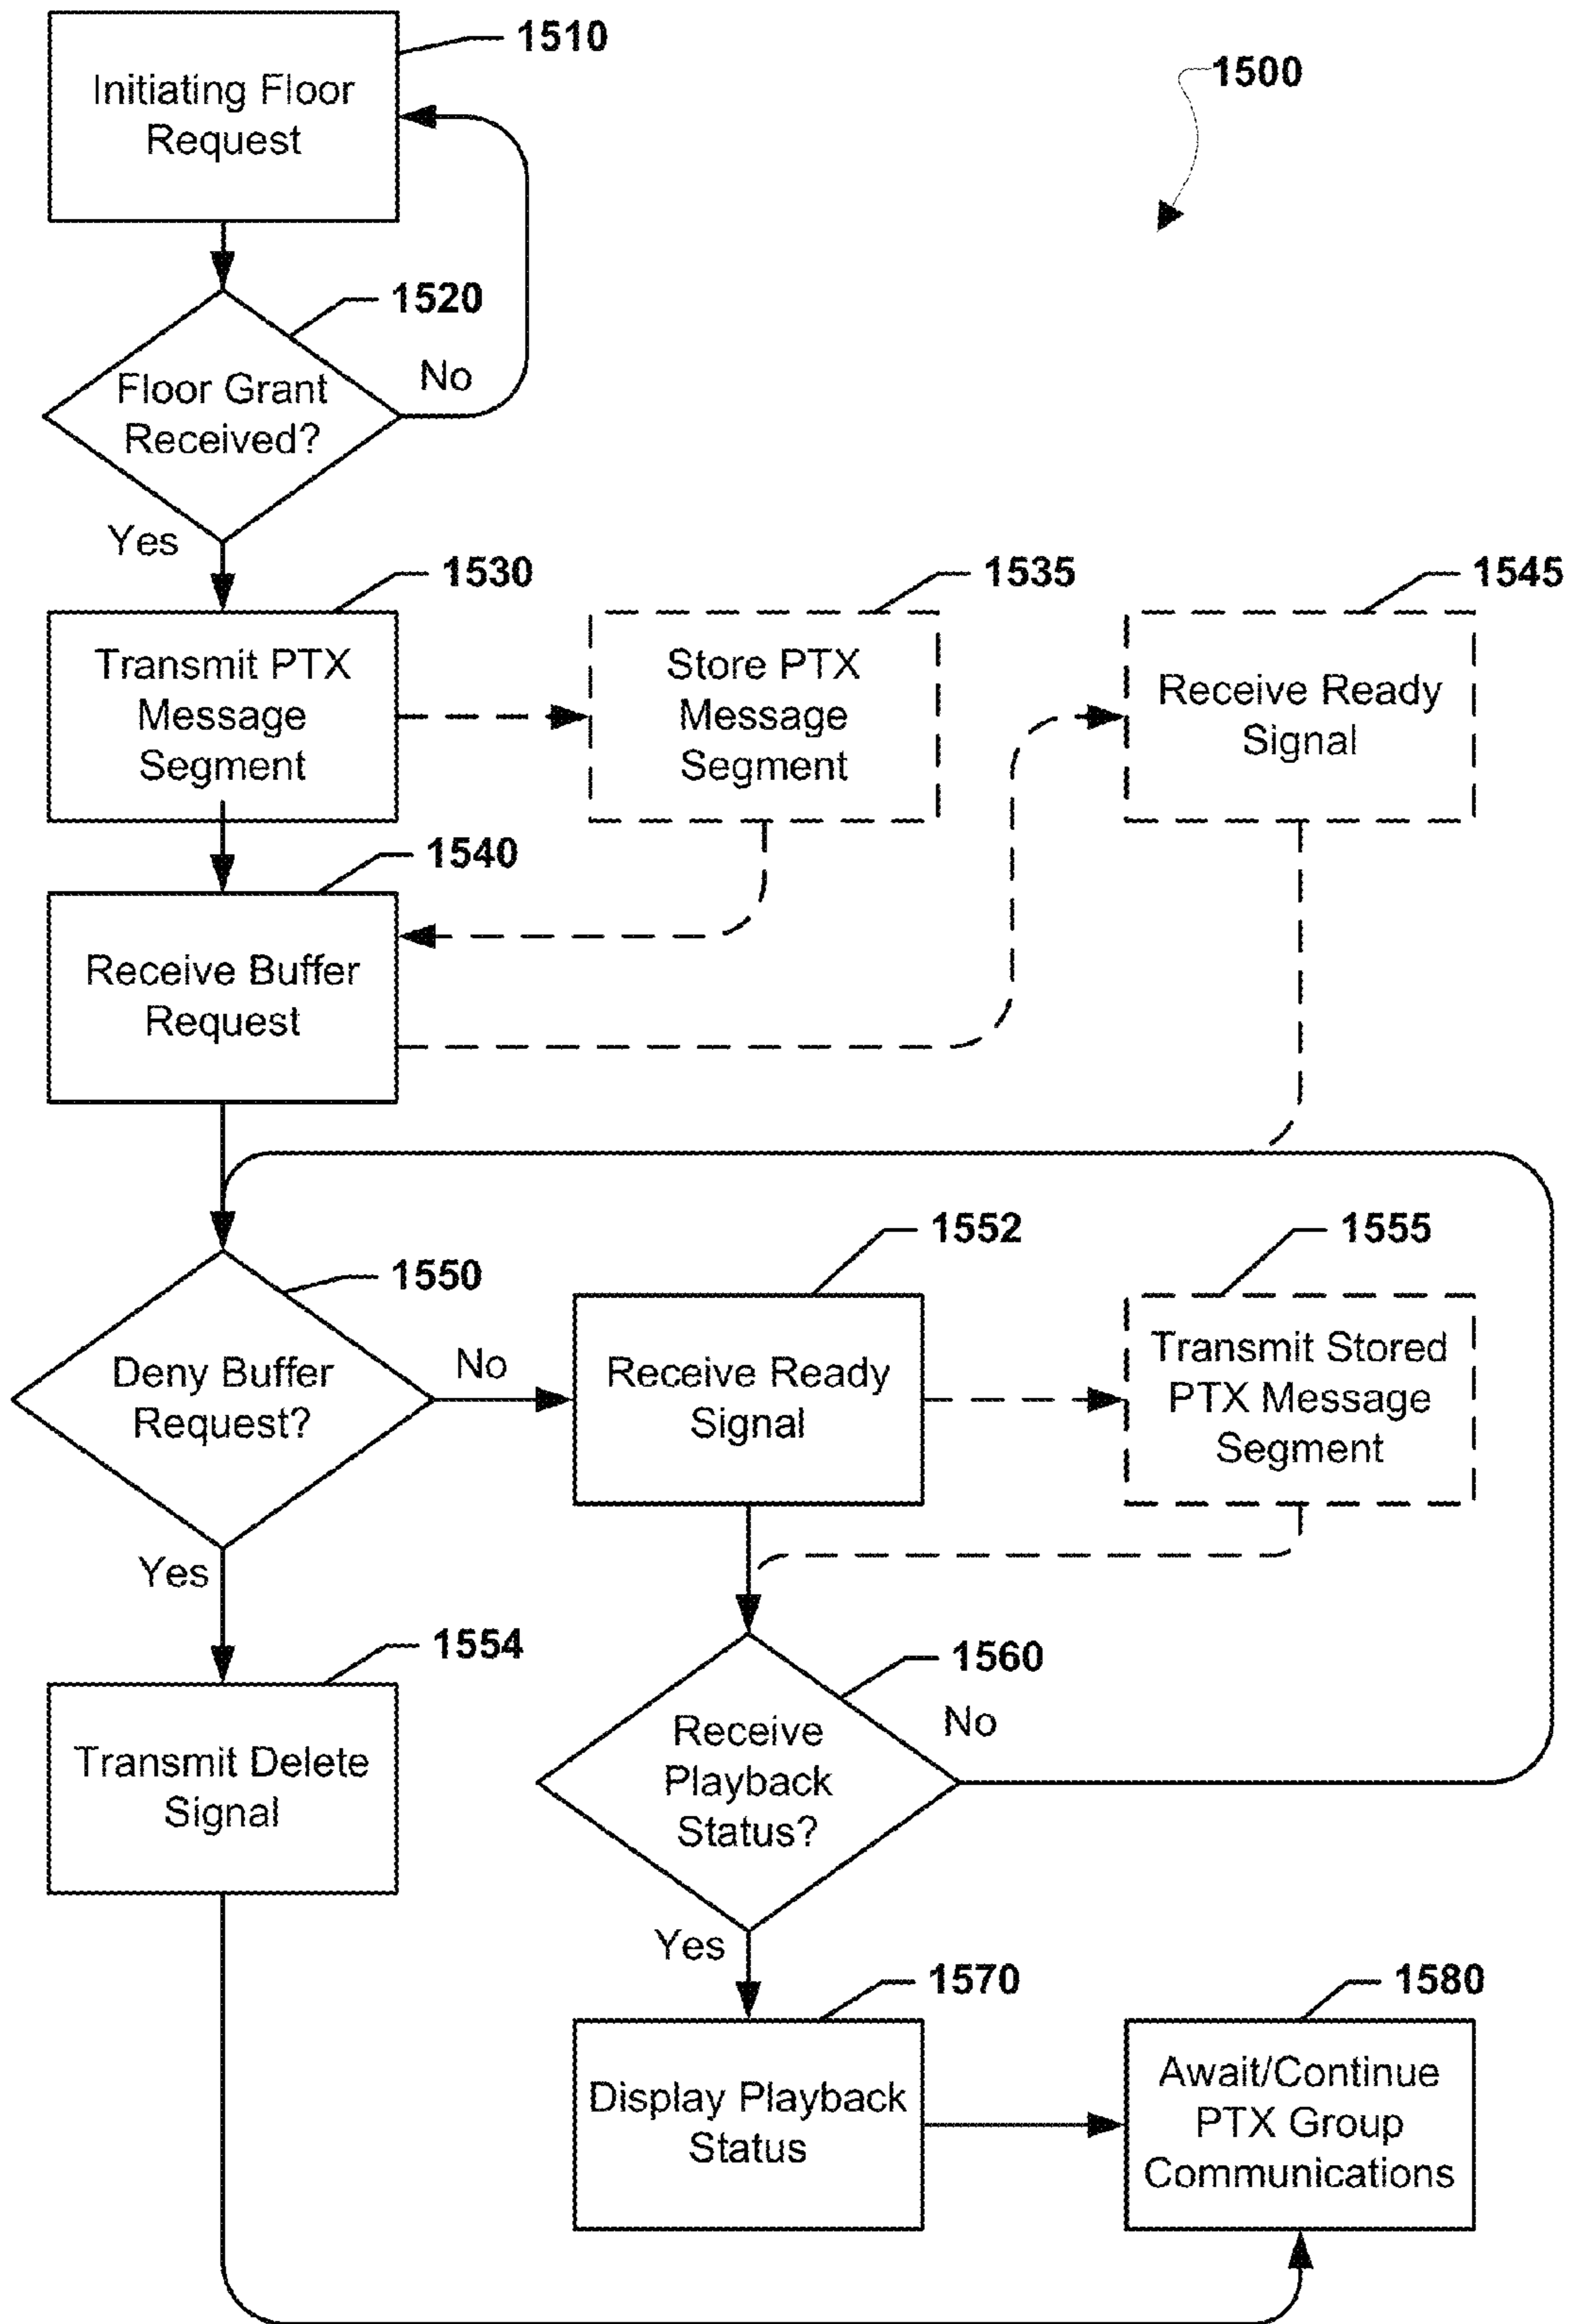 1510
Initiating Floor
Request
1500
1520
Floor Grant
Received?
No
Yes
1530
Transmit PTX
Message
Segment
1535
Store PTX
Message
Segment
1545
Receive Ready
Signal
1540
Receive Buffer
Request
1550
Deny Buffer
Request?
No
1552
Receive Ready
Signal
1555
Transmit Stored
PTX Message
Segment
Yes
1554
Transmit Delete
Signal
1560
Receive
Playback
Status?
No
Yes
1570
Display Playback
Status
1580
Await/Continue
PTX Group
Communications